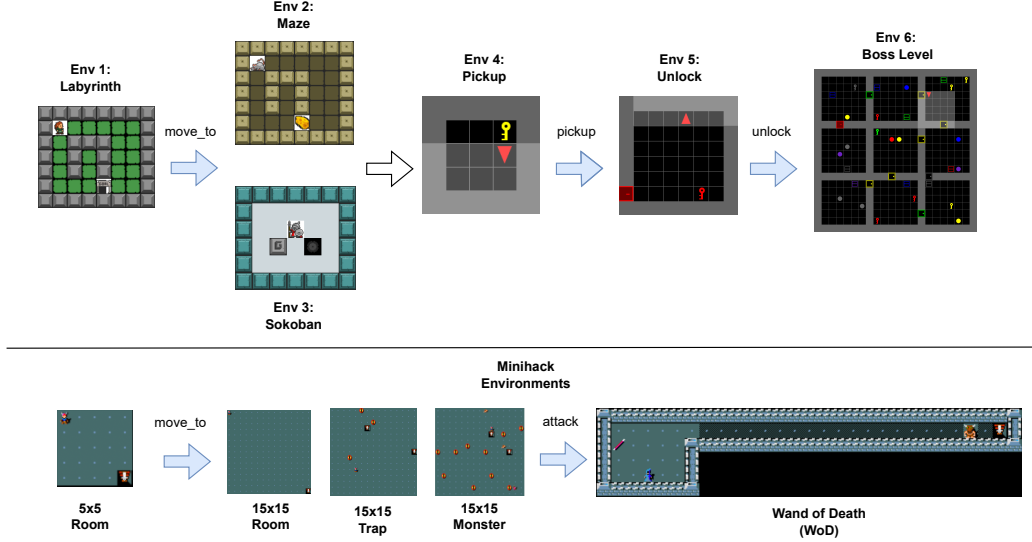 Env 1:
Labyrinth
move_to
Env 2:
Maze
Env 3:
Sokoban
Env 4:
Pickup
pickup
Env 5:
Unlock
unlock
Env 6:
Boss Level
Minihack
Environments
5x5
Room
move_to
15x15
Room
15x15
Trap
15x15
Monster
attack
Wand of Death
(WoD)